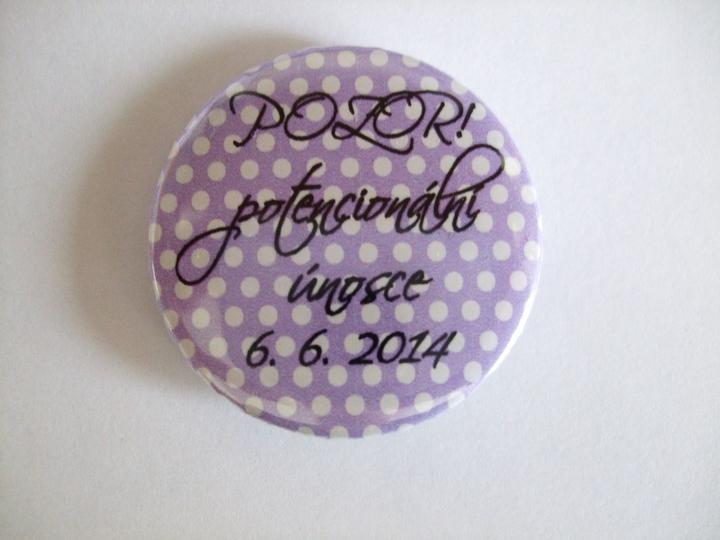 POZOR!
potencionální
únosce
6. 6. 2014